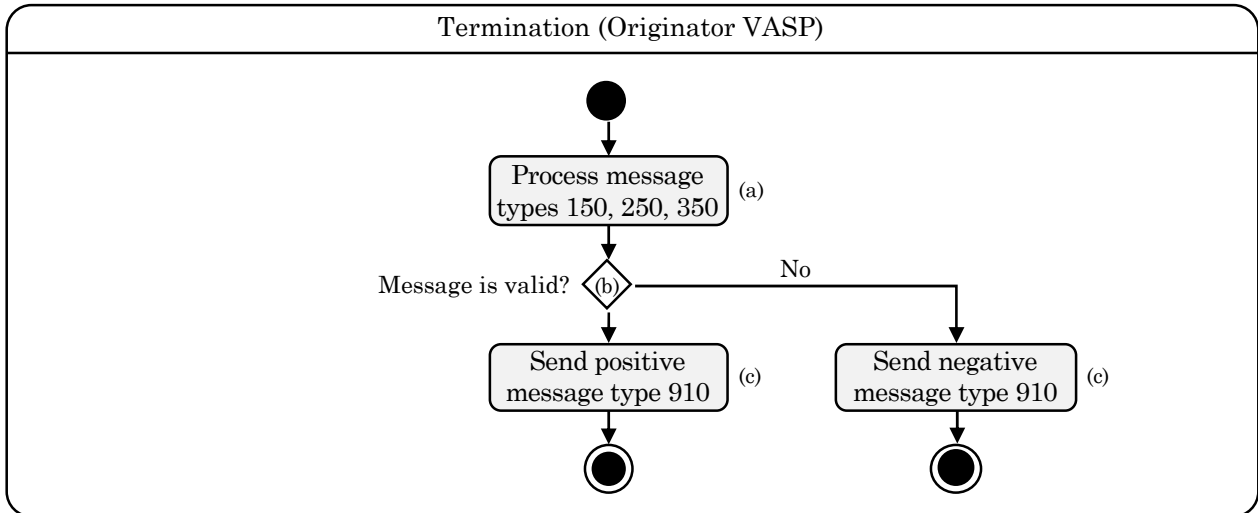 Termination (Originator VASP)
Process message
types 150, 250, 350
(a)
Message is valid?
(b)
No
Send positive
message type 910
(c)
Send negative
message type 910
(c)